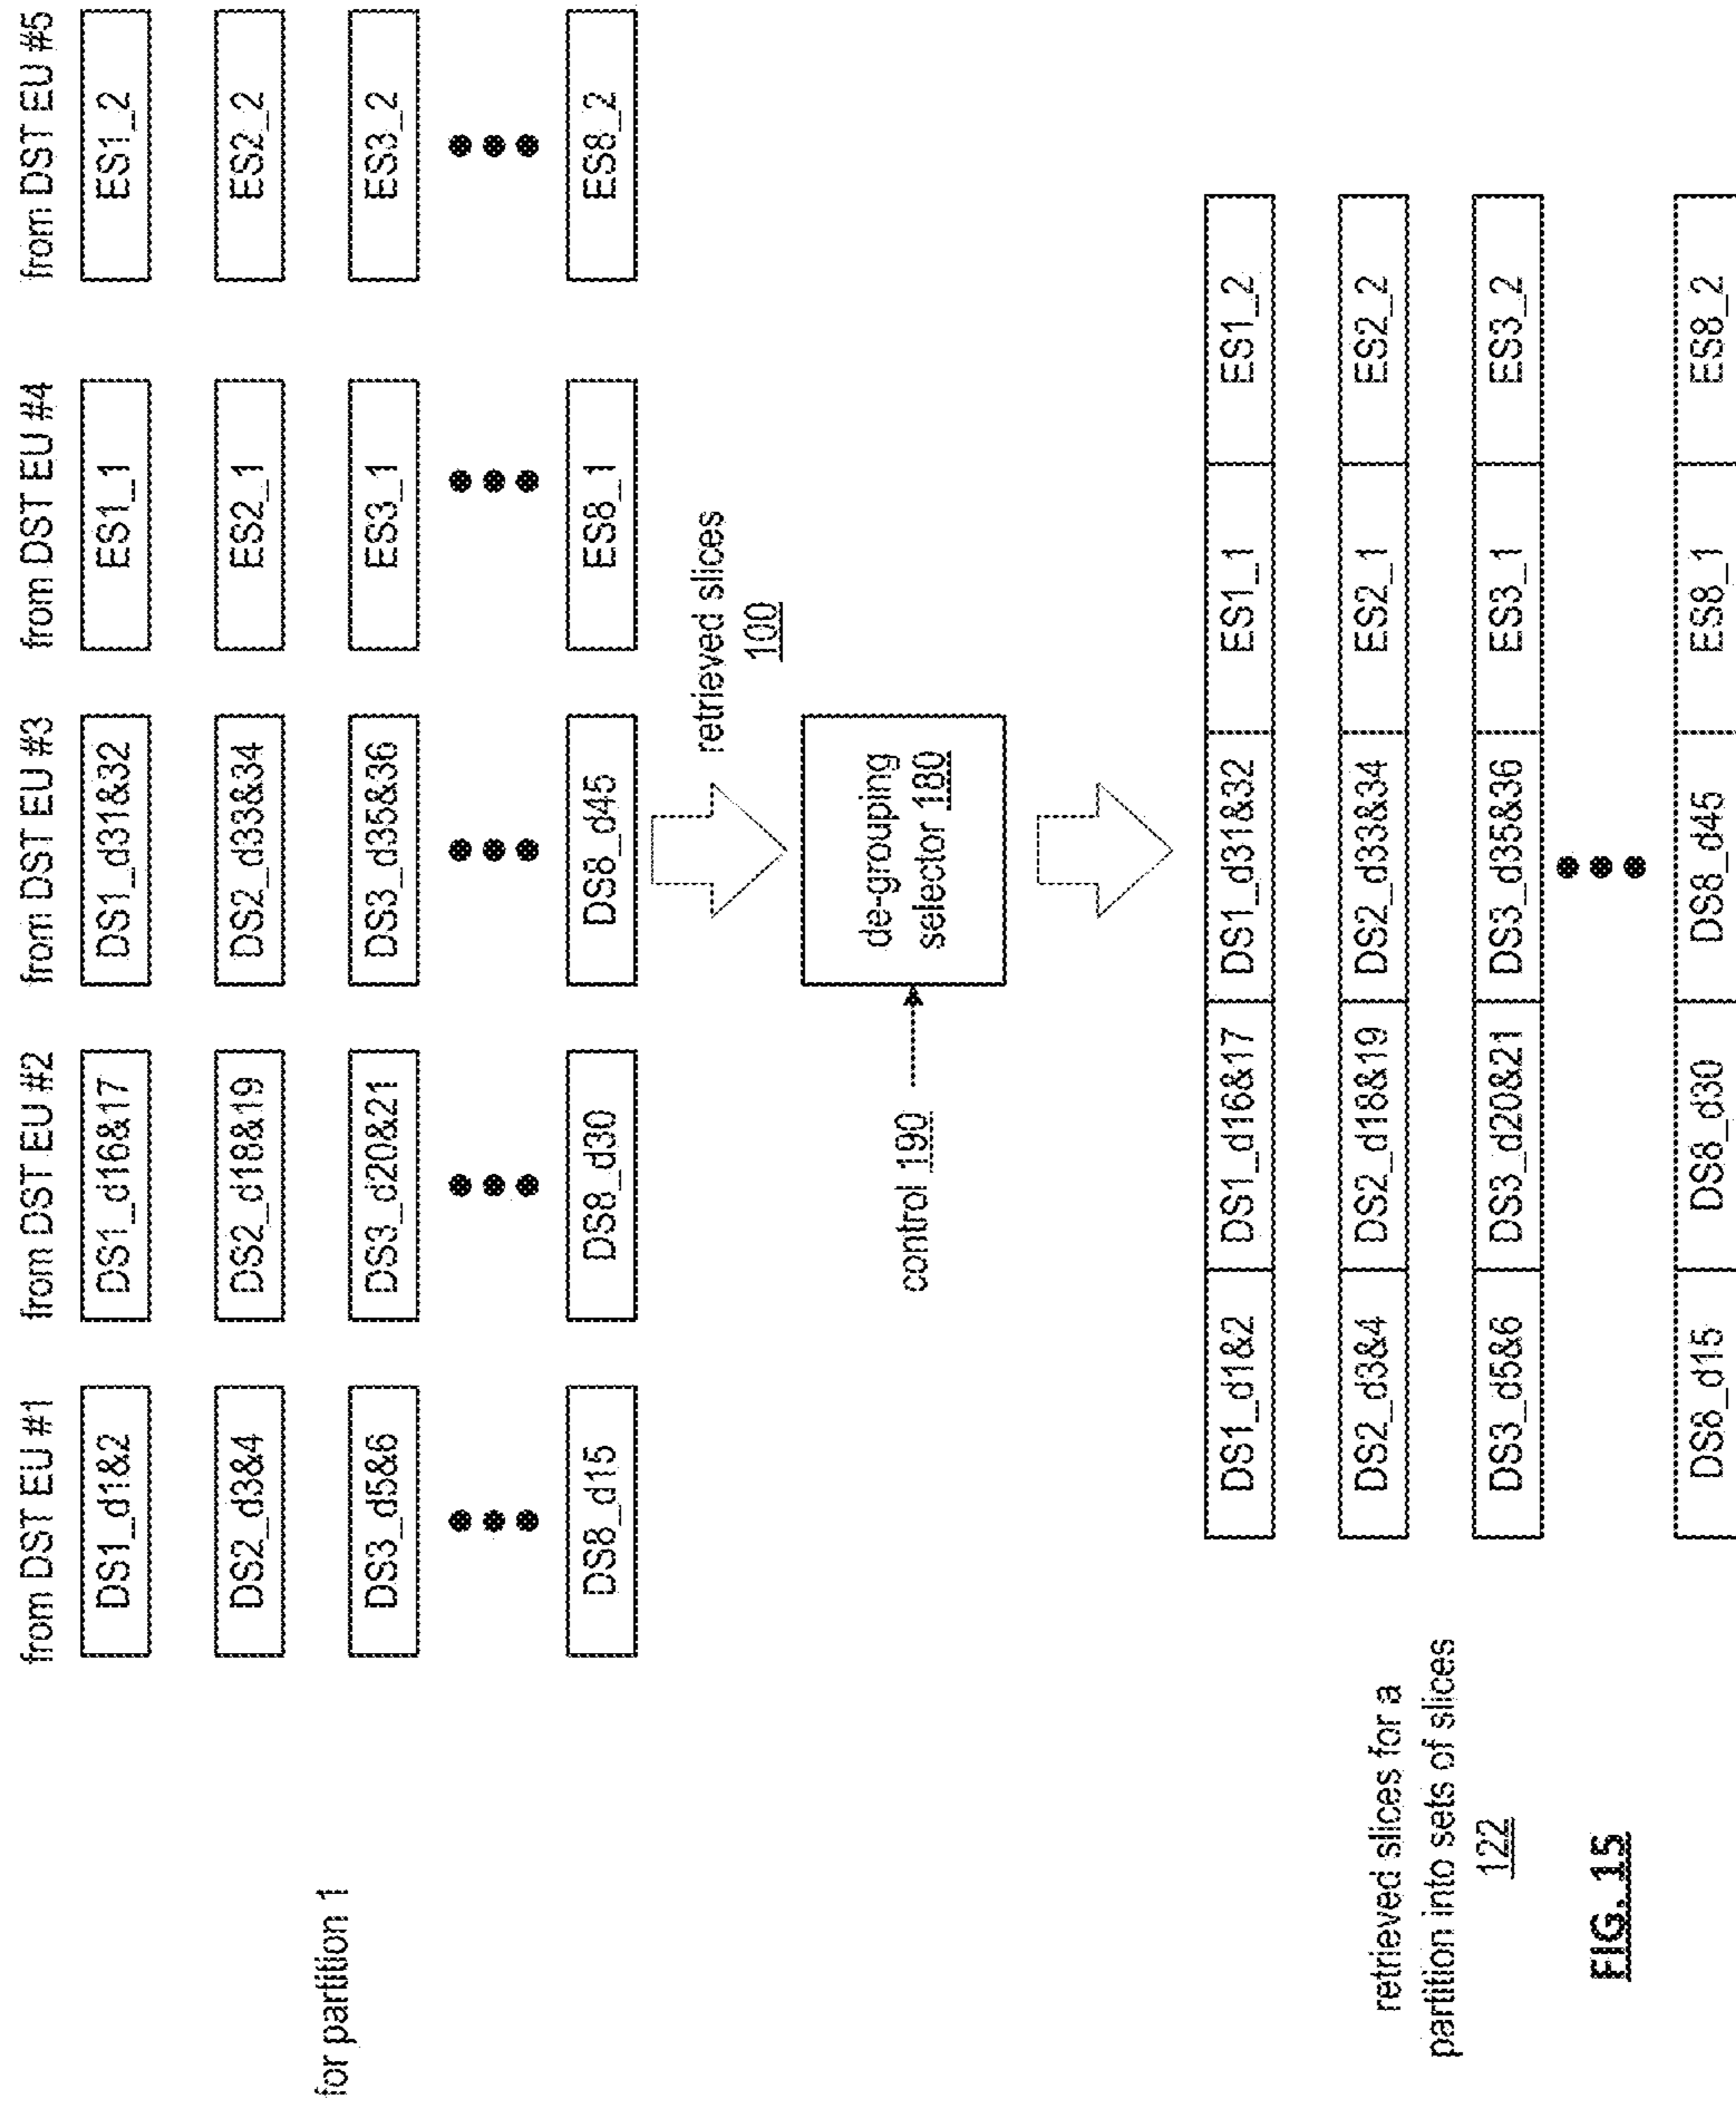 from DST EU #1 from DST EU #2 from DST EU #3 from DST EU #4 from DST EU #5
DS1_d1&2 DS1_d16&17 DS1_d31&32 ES1_1 ES1_2
DS2_d3&4 DS2_d18&19 DS2_d33&34 ES2_1 ES2_2
for partition 1
DS3_d5&6 DS3_d20&21 DS3_d35&36 ES3_1 ES3_2
DS8_d15 DS8_d30 DS8_d45 ES8_1 ES8_2
retrieved slices
100
de-grouping
selector 180
control 190
DS1_d1&2 DS1_d16&17 DS1_d31&32 ES1_1 ES1_2
DS2_d3&4 DS2_d18&19 DS2_d33&34 ES2_1 ES2_2
DS3_d5&6 DS3_d20&21 DS3_d35&36 ES3_1 ES3_2
DS8_d15 DS8_d30 DS8_d45 ES8_1 ES8_2
retrieved slices for a
partition into sets of slices
122
FIG. 15